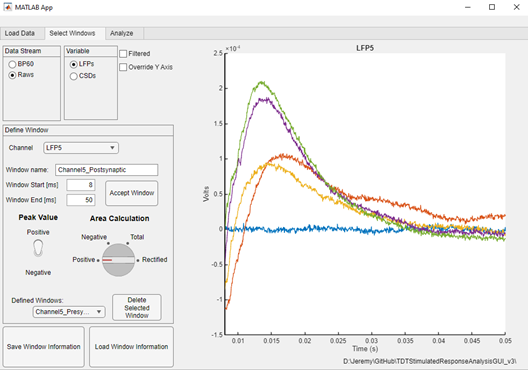 MATLAB App
Load Data Select Windows Analyze
Data Stream
BP60
Raws
Variable
LFPs
CSDs
Filtered
Override Y Axis
Define Window
Channel LFP5
Window name: Channel5_Postsynaptic
Window Start [ms] 8
Window End [ms] 50
Accept Window
Peak Value
Positive
Negative
Area Calculation
Negative Total
Positive Rectified
Defined Windows:
Channel5_Presy...
Delete
Selected
Window
Save Window Information
Load Window Information
LFP5
×10⁻⁴
2.5
2
1.5
1
0.5
0
-0.5
-1
-1.5
Volts
0.01 0.015 0.02 0.025 0.03 0.035 0.04 0.045 0.05
Time (s)
D:\Jeremy\GitHub\TDTStimulatedResponseAnalysisGUI_v3\